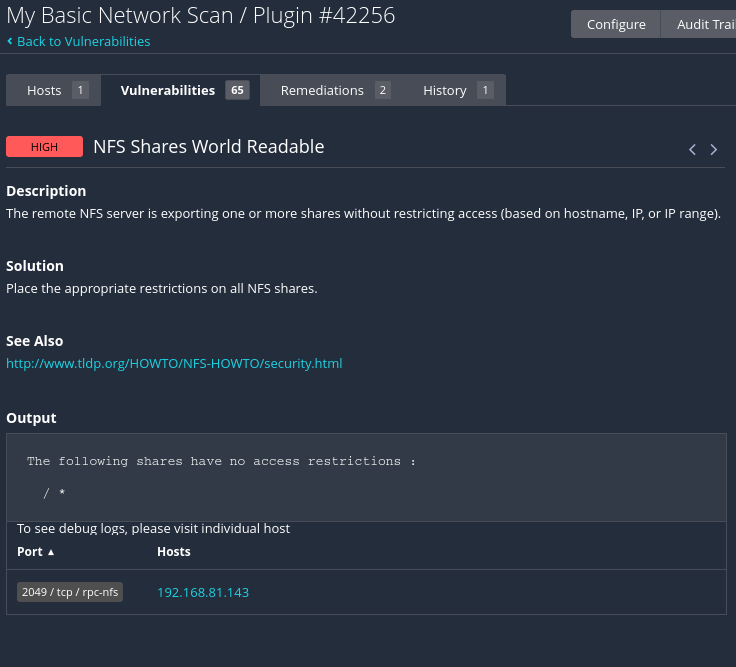 My Basic Network Scan / Plugin #42256
Configure
Audit Trai
Back to Vulnerabilities
Hosts 1
Vulnerabilities 65
Remediations 2
History 1
HIGH NFS Shares World Readable
Description
The remote NFS server is exporting one or more shares without restricting access (based on hostname, IP, or IP range).
Solution
Place the appropriate restrictions on all NFS shares.
See Also
http://www.tldp.org/HOWTO/NFS-HOWTO/security.html
Output
The following shares have no access restrictions :
/ *
To see debug logs, please visit individual host
Port ▲ Hosts
2049 / tcp / rpc-nfs 192.168.81.143